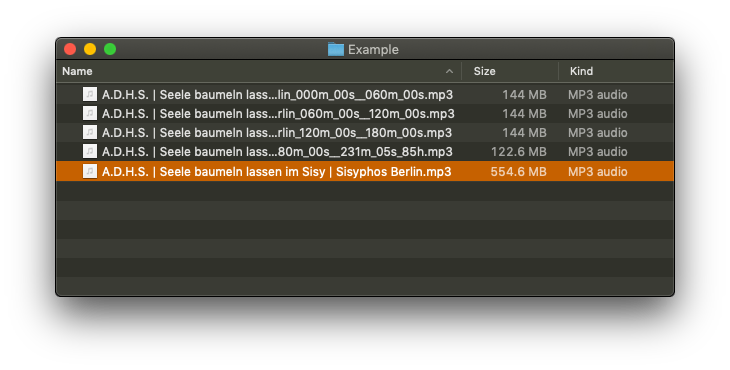 Example
Name Size Kind
A.D.H.S. | Seele baumeln lass...lin_000m_00s__060m_00s.mp3 144 MB MP3 audio
A.D.H.S. | Seele baumeln lass...rlin_060m_00s__120m_00s.mp3 144 MB MP3 audio
A.D.H.S. | Seele baumeln lass...rlin_120m_00s__180m_00s.mp3 144 MB MP3 audio
A.D.H.S. | Seele baumeln lass...80m_00s__231m_05s_85h.mp3 122.6 MB MP3 audio
A.D.H.S. | Seele baumeln lassen im Sisy | Sisyphos Berlin.mp3 554.6 MB MP3 audio